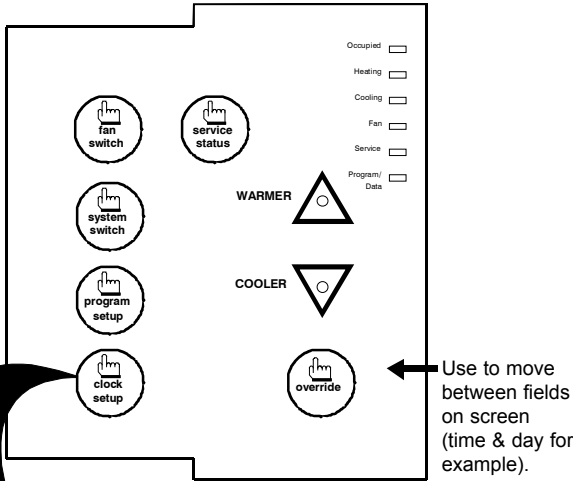 Occupied
Heating
Cooling
Fan
Service
Program/
Data
fan
switch
service
status
WARMER
system
switch
COOLER
program
setup
clock
setup
override
Use to move
between fields
on screen
(time & day for
example).